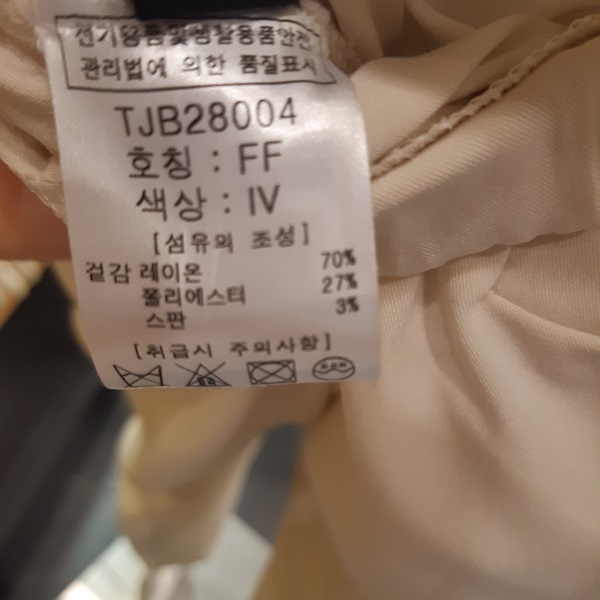 전기용품및생활용품안전
관리법에 의한 품질표시
TJB28004
호칭 : FF
색상 : IV
[섬유의 조성]
겉감 레이온 70%
폴리에스터 27%
스판 3%
[취급시 주의사항]